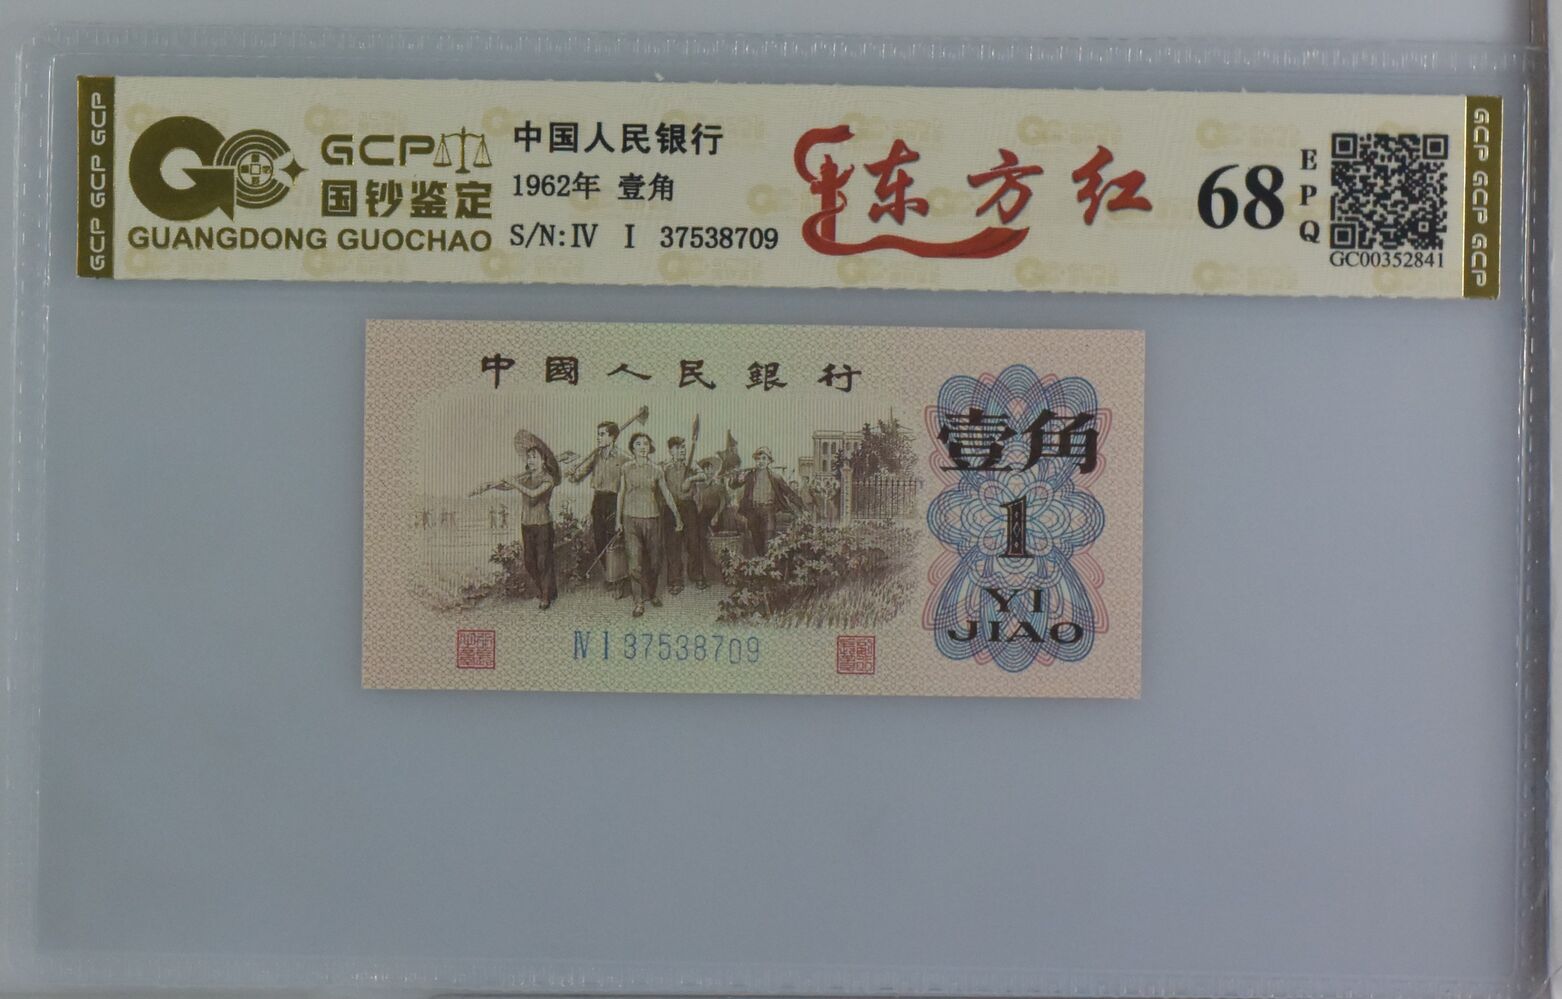 GCP GCP GCP
GCP
国钞鉴定
GUANGDONG GUOCHAO
中国人民银行
1962年 壹角
S/N:IV I 37538709
东方红
68
EPQ
GC00352841
GCP GCP GCP
中國人民銀行
壹角
1
YI
JIAO
IV I 37538709